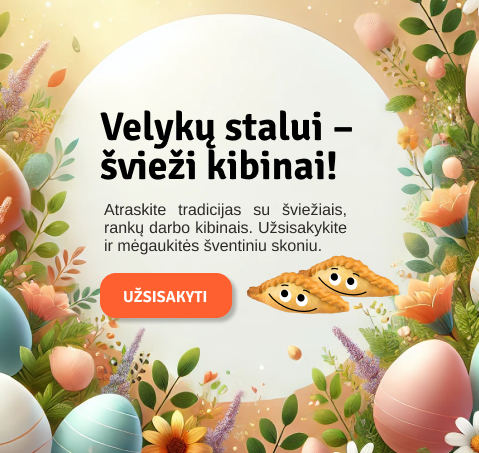 Velykų stalui –
švieži kibinai!
Atraskite tradicijas su šviežiais,
rankų darbo kibinais. Užsisakykite
ir mėgaukitės šventiniu skoniu.
UŽSISAKYTI